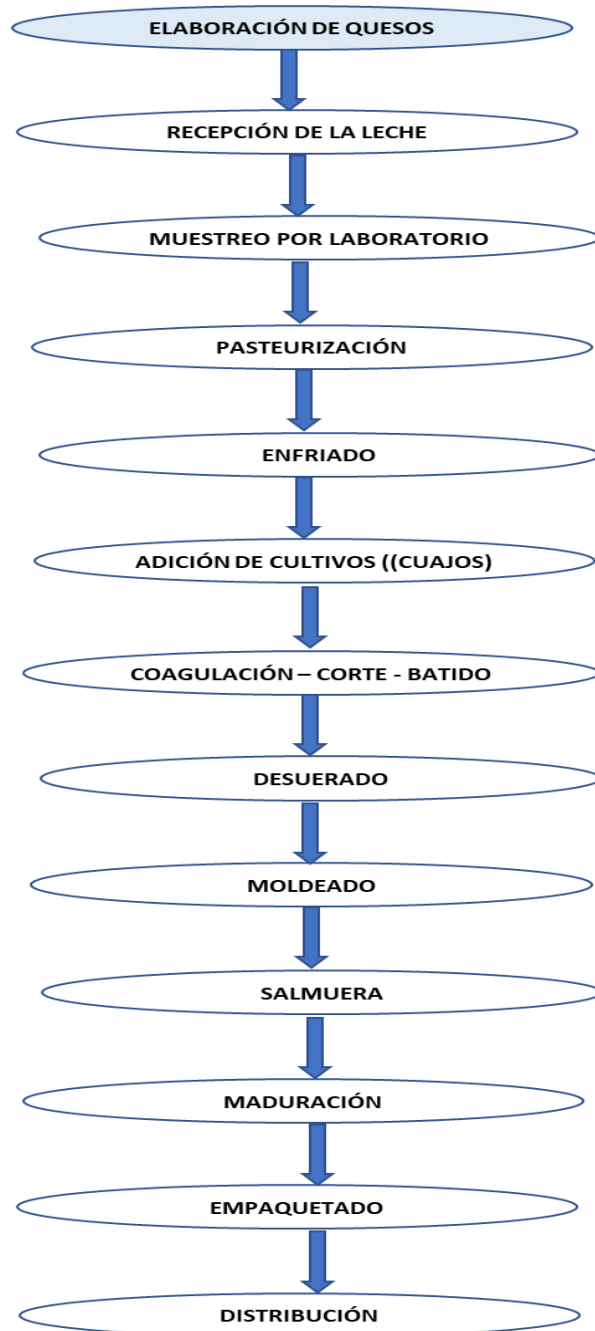 ELABORACIÓN DE QUESOS
RECEPCIÓN DE LA LECHE
MUESTREO POR LABORATORIO
PASTEURIZACIÓN
ENFRIADO
ADICIÓN DE CULTIVOS ((CUAJOS)
COAGULACIÓN – CORTE - BATIDO
DESUERADO
MOLDEADO
SALMUERA
MADURACIÓN
EMPAQUETADO
DISTRIBUCIÓN